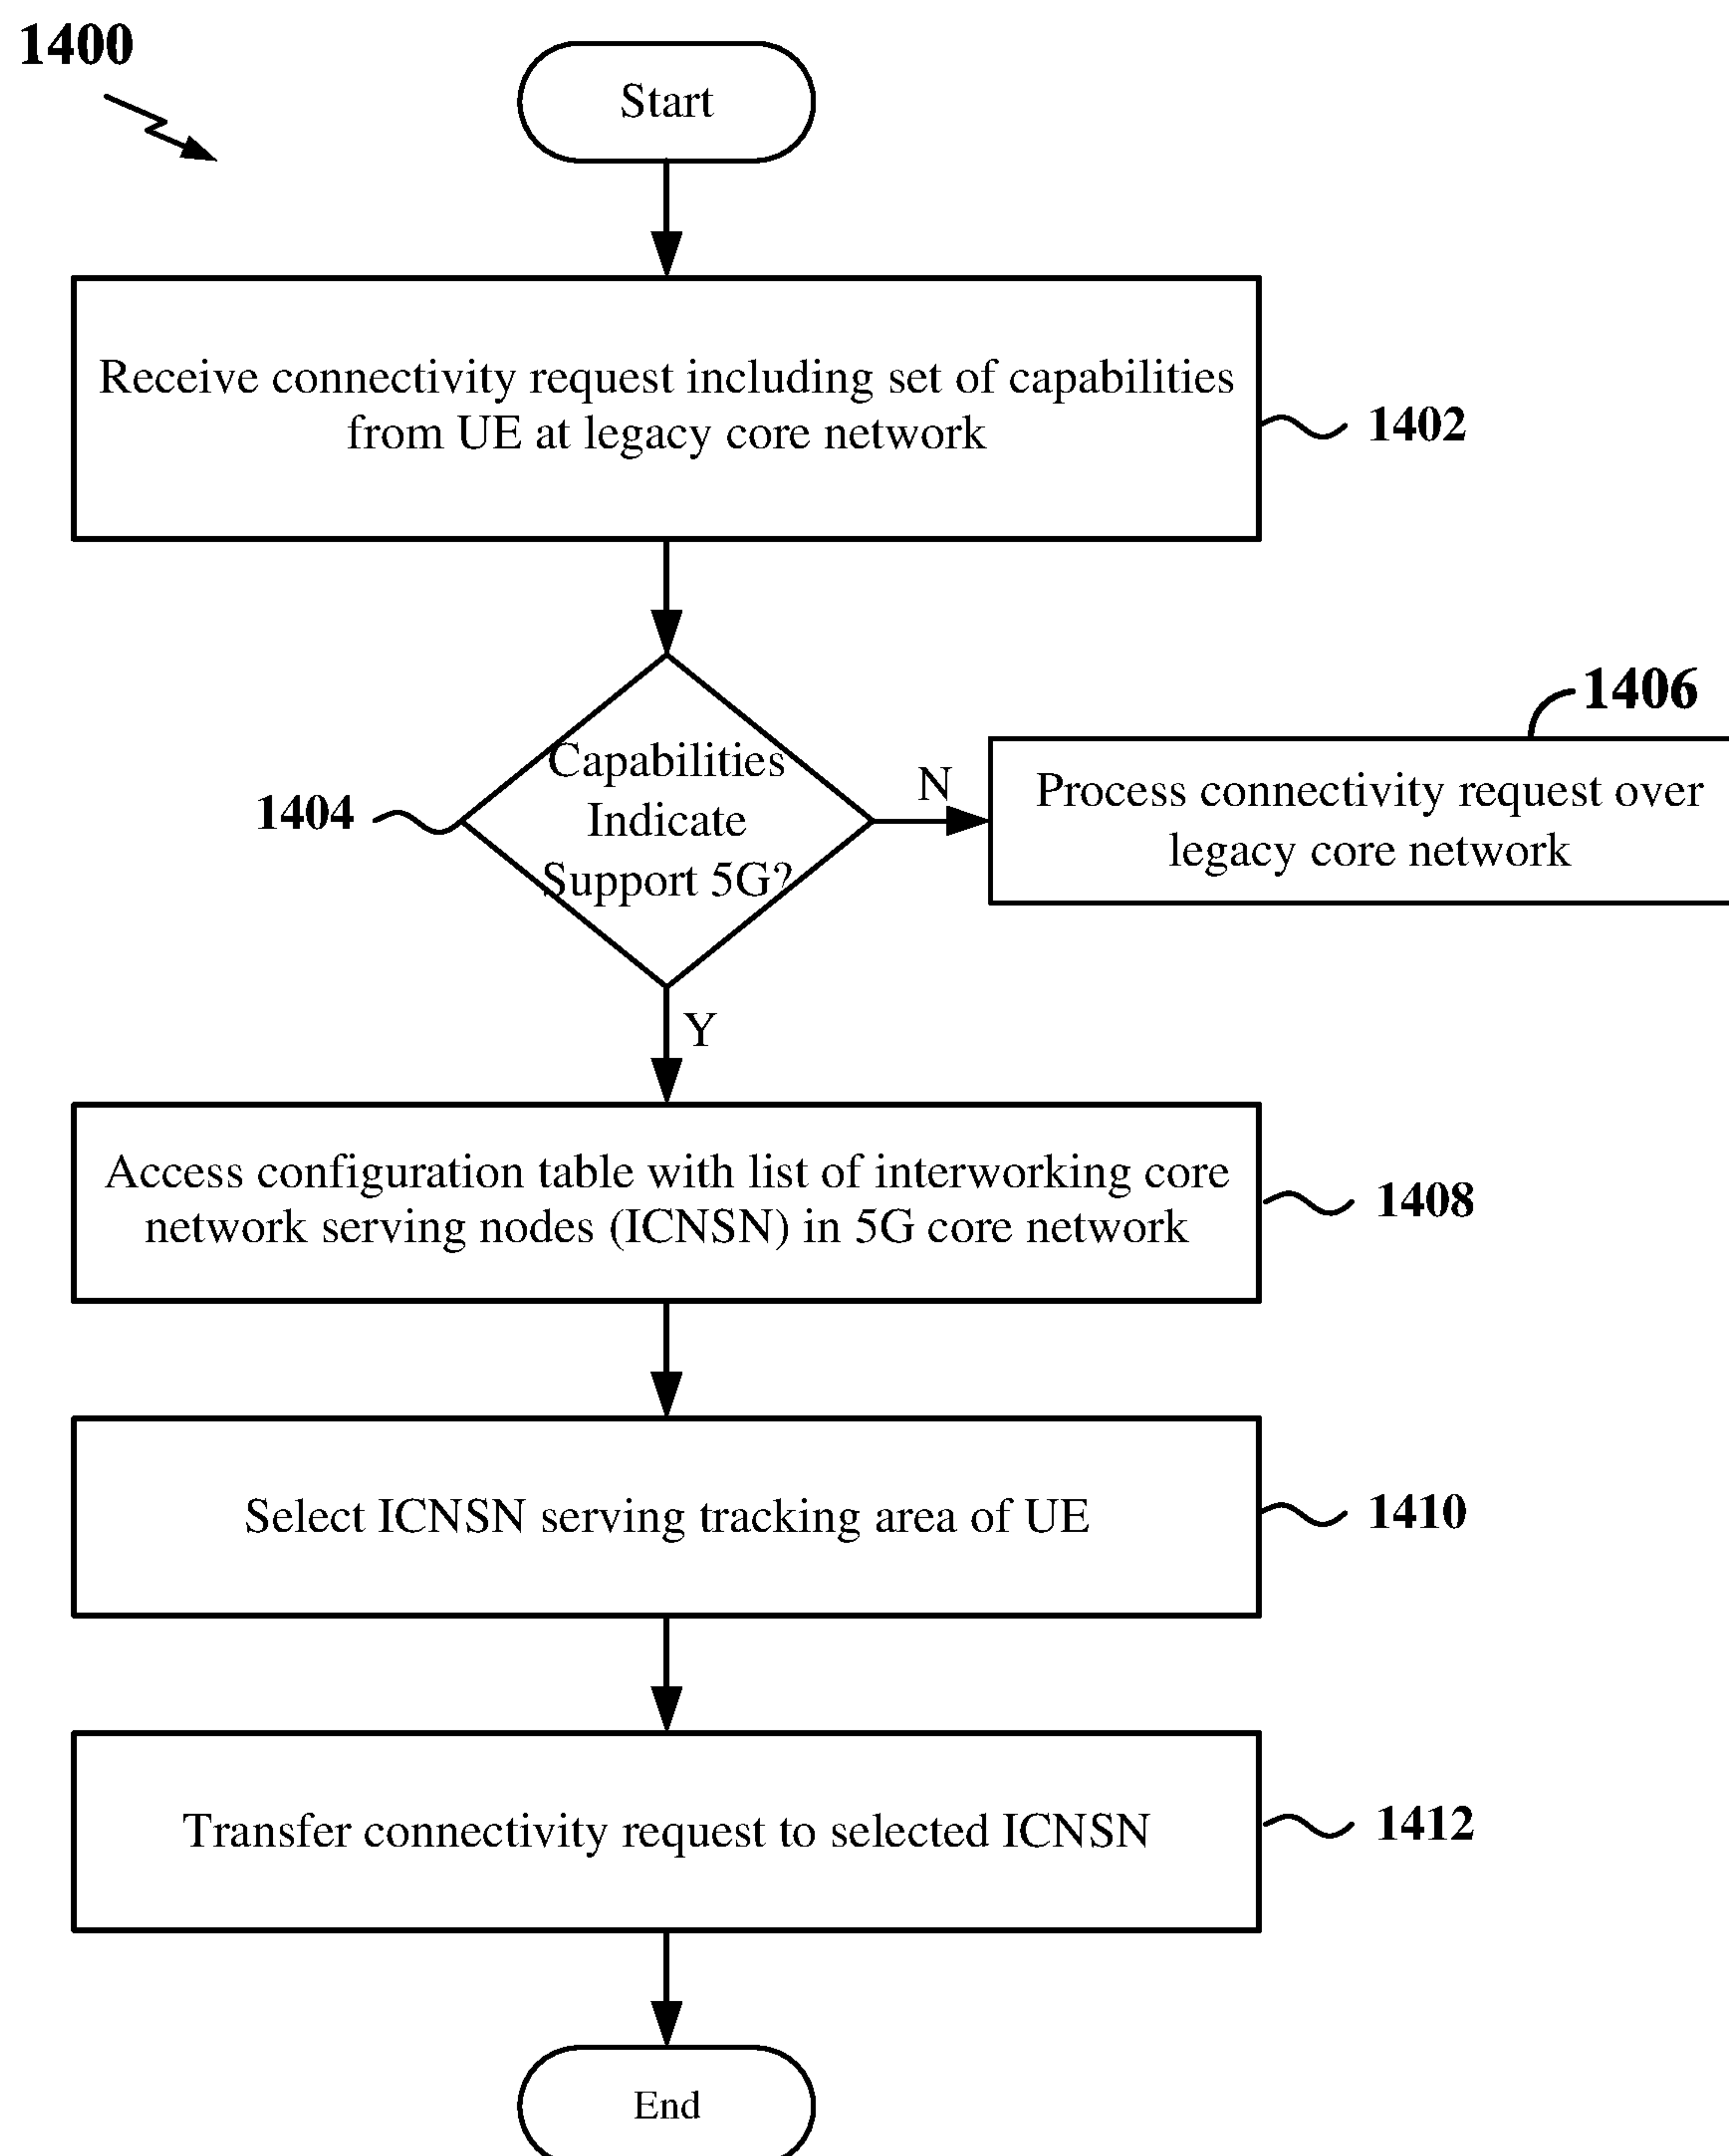 1400
Start
Receive connectivity request including set of capabilities
from UE at legacy core network
1402
Capabilities
Indicate
Support 5G?
1404
N
1406
Process connectivity request over
legacy core network
Y
Access configuration table with list of interworking core
network serving nodes (ICNSN) in 5G core network
1408
Select ICNSN serving tracking area of UE
1410
Transfer connectivity request to selected ICNSN
1412
End